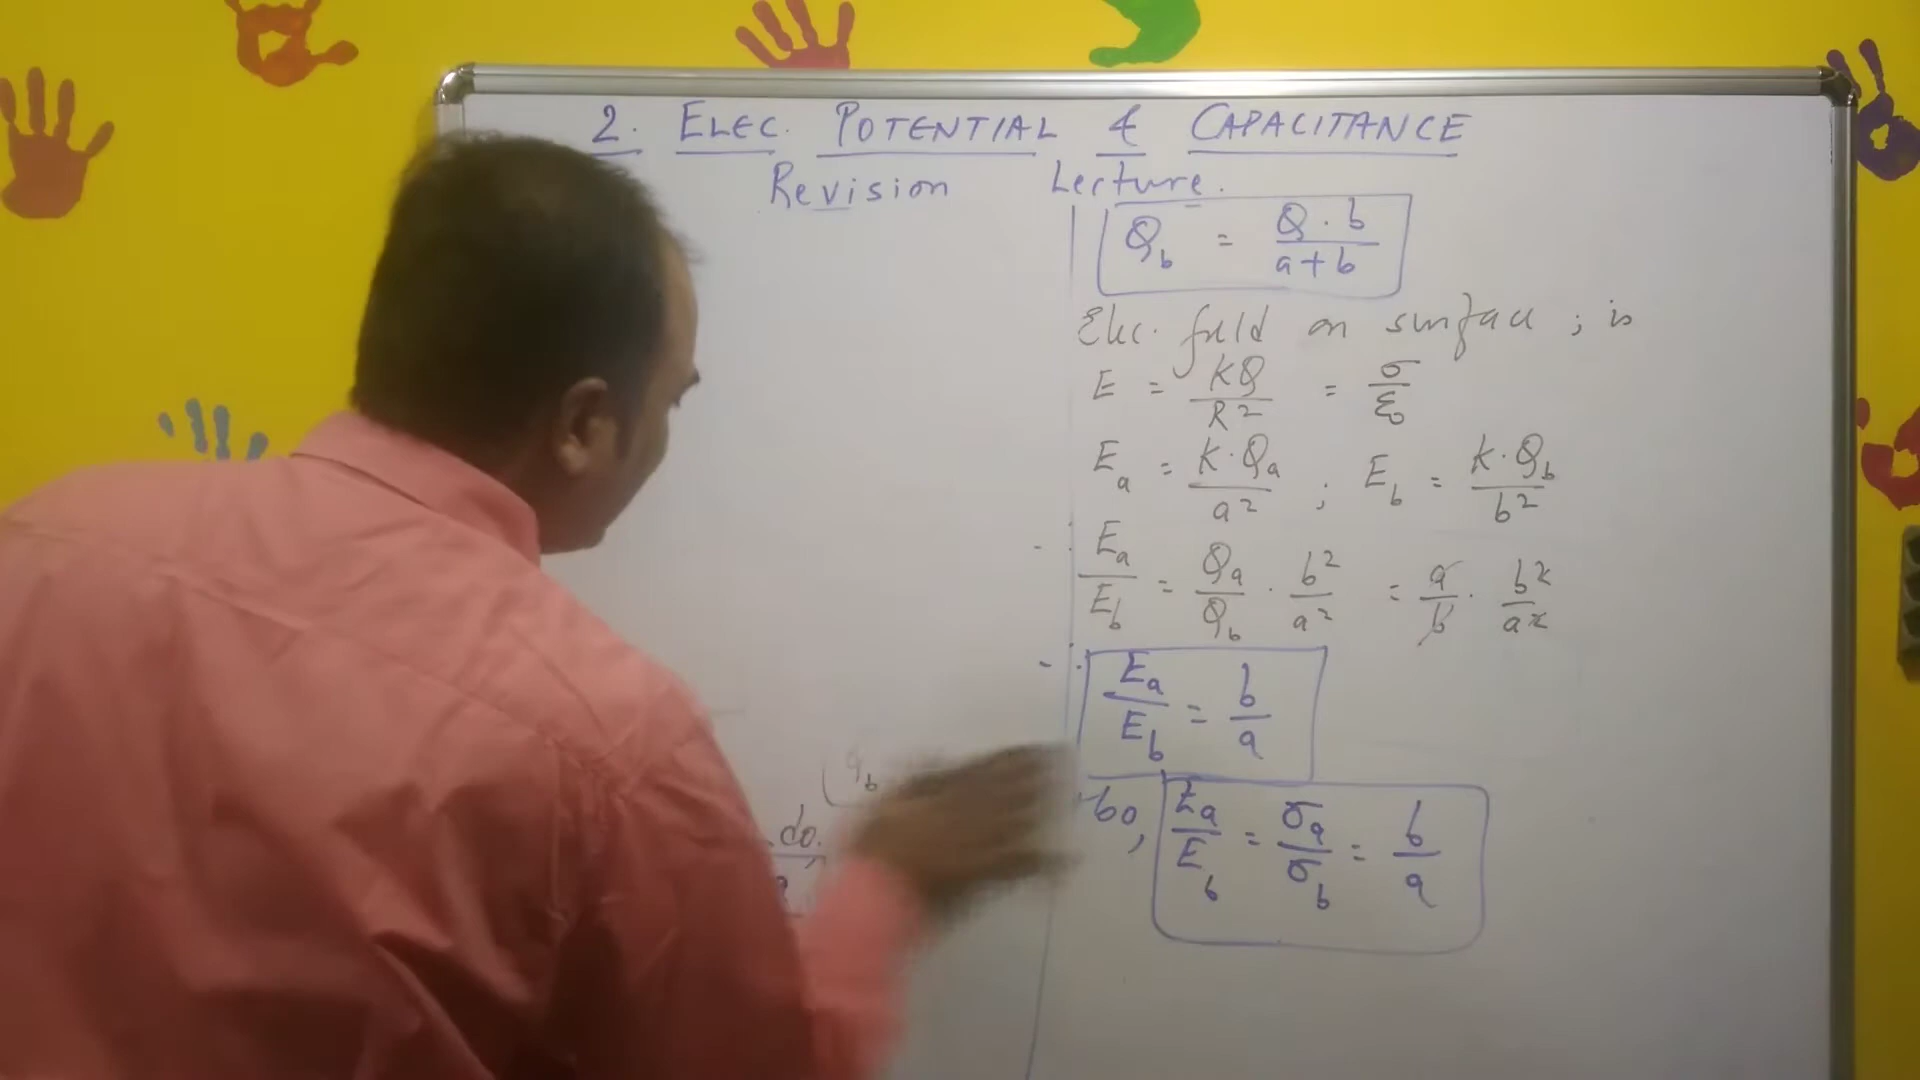 2. ELEC. POTENTIAL & CAPACITANCE
Revision Lecture.
Q_b = Q · b / a + b
Elec. field on surface ; is
E = KQ / R² = σ / ε₀
E_a = K · Q_a / a² ; E_b = K · Q_b / b²
E_a / E_b = Q_a / Q_b · b² / a² = a / b · b² / a²
E_a / E_b = b / a
So, E_a / E_b = σ_a / σ_b = b / a
do.